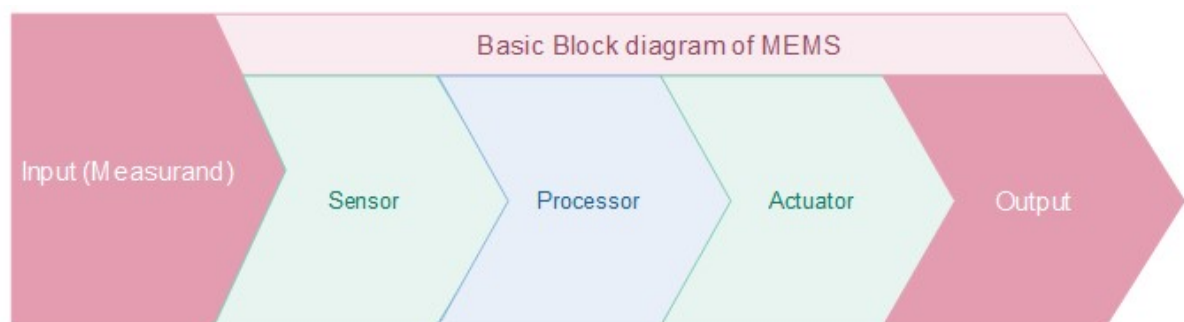 Basic Block diagram of MEMS
Input (Measurand)
Sensor
Processor
Actuator
Output